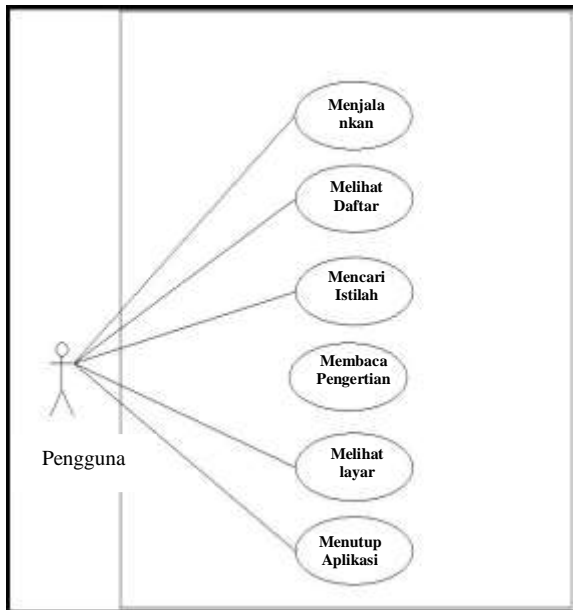 Menjala
nkan
Melihat
Daftar
Mencari
Istilah
Membaca
Pengertian
Pengguna
Melihat
layar
Menutup
Aplikasi